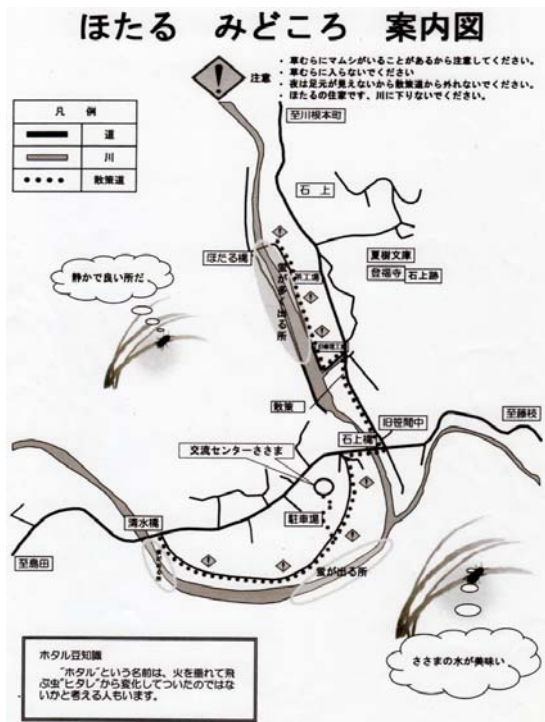 ほたる みどころ 案内図
注意
・草むらにマムシがいることがあるから注意してください。
・草むらに入らないでください
・夜は足元が見えないから散策道から外れないでください。
・ほたるの住家です、川に下りないでください。
凡 例
道
川
散策道
至川根本町
石上
ほたる橋
夏樹文庫
登福寺
石上跡
静かで良い所だ
蛍が多く出る所
茶工場
散策
石上橋
旧笹間中
至藤枝
交流センターささま
清水橋
駐車場
至島田
蛍が出る所
ささまの水が美味い
ホタル豆知識
"ホタル"という名前は、火を垂れて飛
ぶ虫"ヒタレ"から変化してついたのではな
いかと考える人もいます。